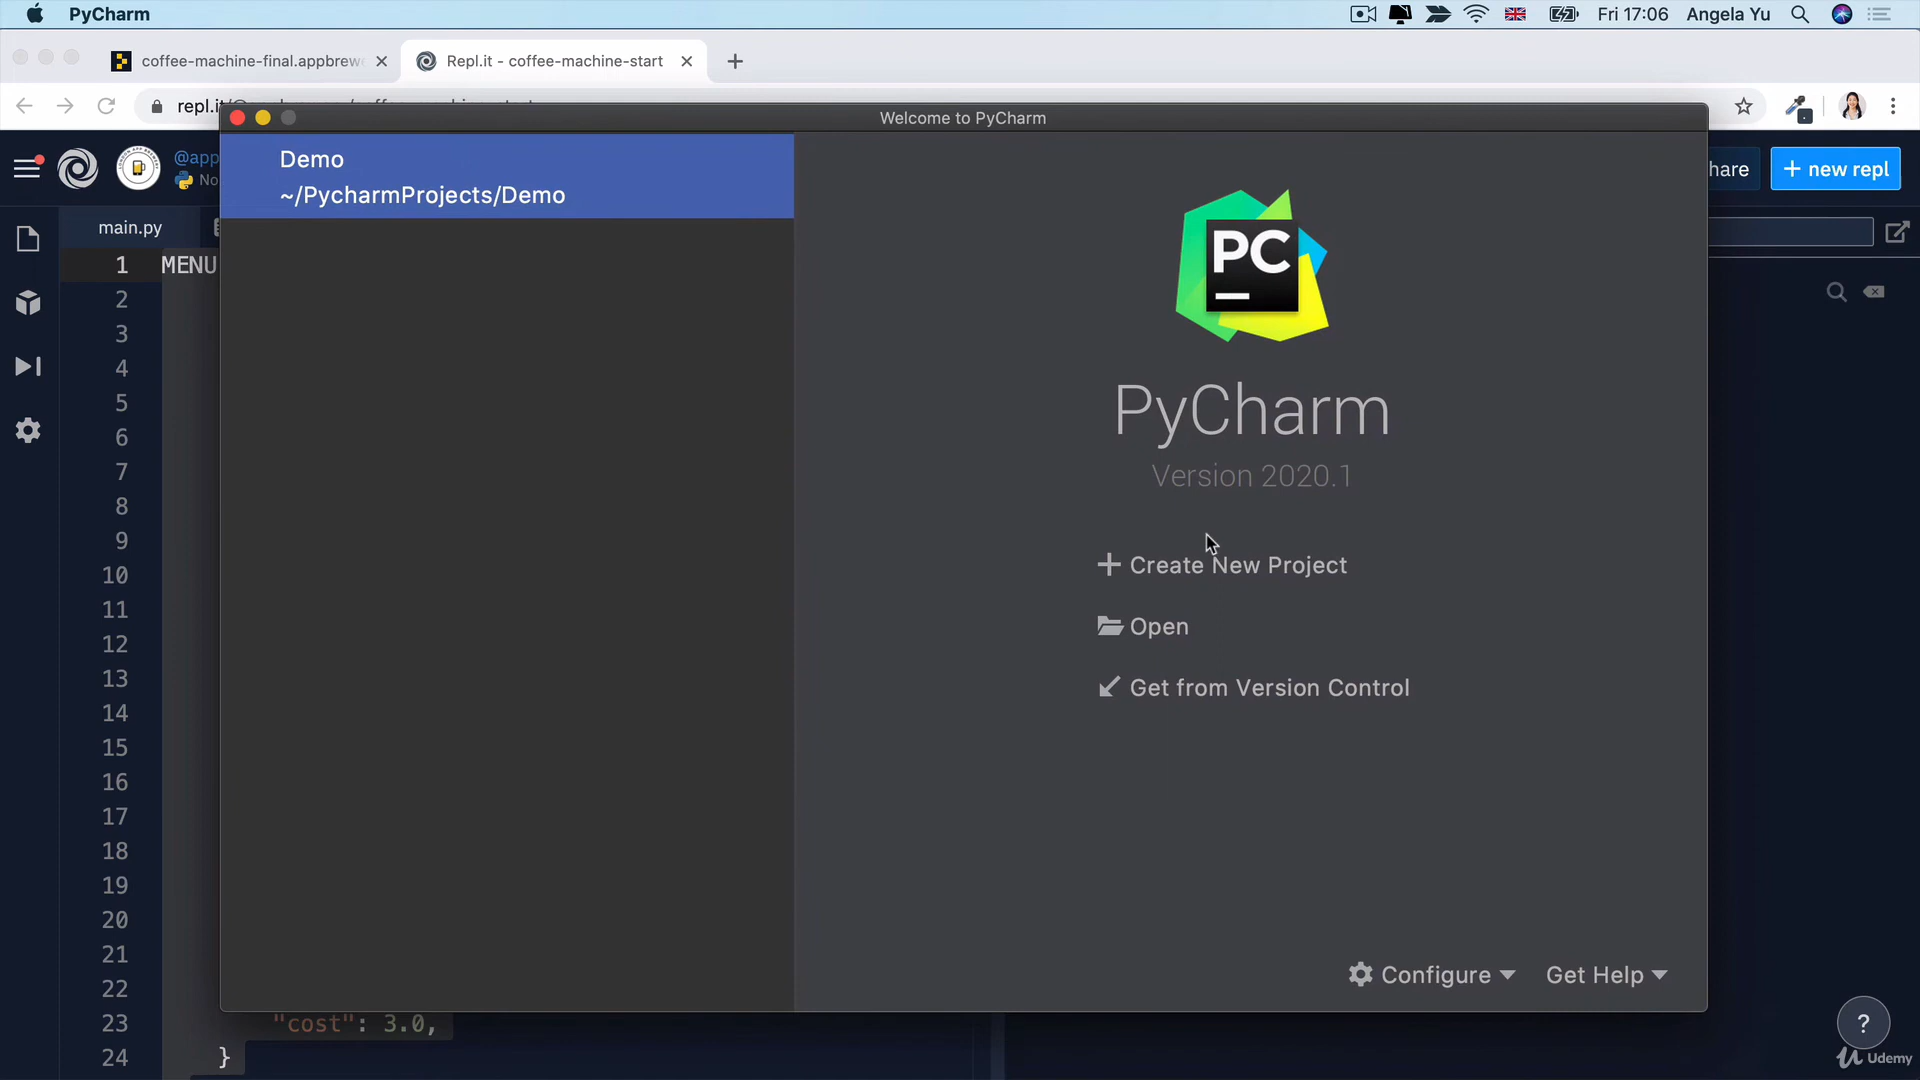 PyCharm
Fri 17:06
Angela Yu
coffee-machine-final.appbrew
Repl.it - coffee-machine-start
repl.it
Welcome to PyCharm
Demo
~/PycharmProjects/Demo
@app
No
hare
+ new repl
main.py
1 MENU
2
3
4
5
6
7
8
9
10
11
12
13
14
15
16
17
18
19
20
21
22
23 "cost": 3.0,
24 }
PC
PyCharm
Version 2020.1
Create New Project
Open
Get from Version Control
Configure
Get Help
?
Udemy